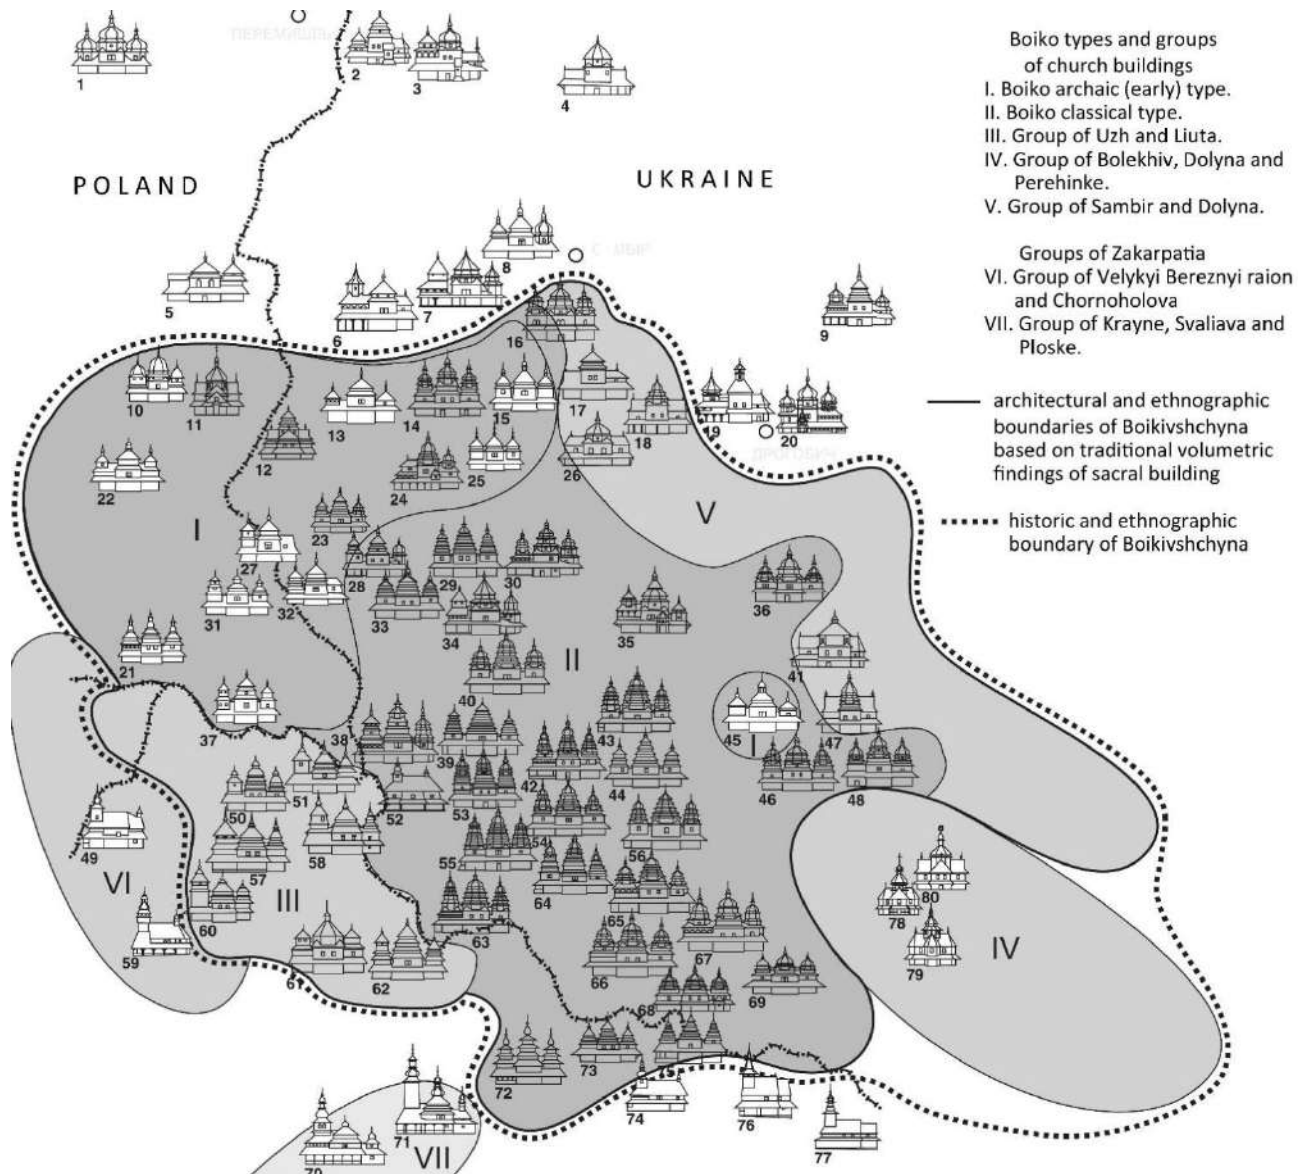 Boiko types and groups
of church buildings
I. Boiko archaic (early) type.
II. Boiko classical type.
III. Group of Uzh and Liuta.
IV. Group of Bolekhiv, Dolyna and
Perehinke.
V. Group of Sambir and Dolyna.
Groups of Zakarpatia
VI. Group of Velykyi Bereznyi raion
and Chornoholova
VII. Group of Krayne, Svaliava and
Ploske.
architectural and ethnographic
boundaries of Boikivshchyna
based on traditional volumetric
findings of sacral building
historic and ethnographic
boundary of Boikivshchyna
1
2
3
4
POLAND
UKRAINE
5
6
7
8
9
10
11
12
13
14
15
16
17
18
19
20
ДРОГОБИЧ
21
22
23
24
25
26
27
28
29
30
31
32
33
34
35
36
37
38
39
40
41
42
43
44
45
46
47
48
49
50
51
52
53
54
55
56
57
58
59
60
61
62
63
64
65
66
67
68
69
71
72
73
74
76
77
78
79
80
I
II
III
IV
V
VI
VII
I